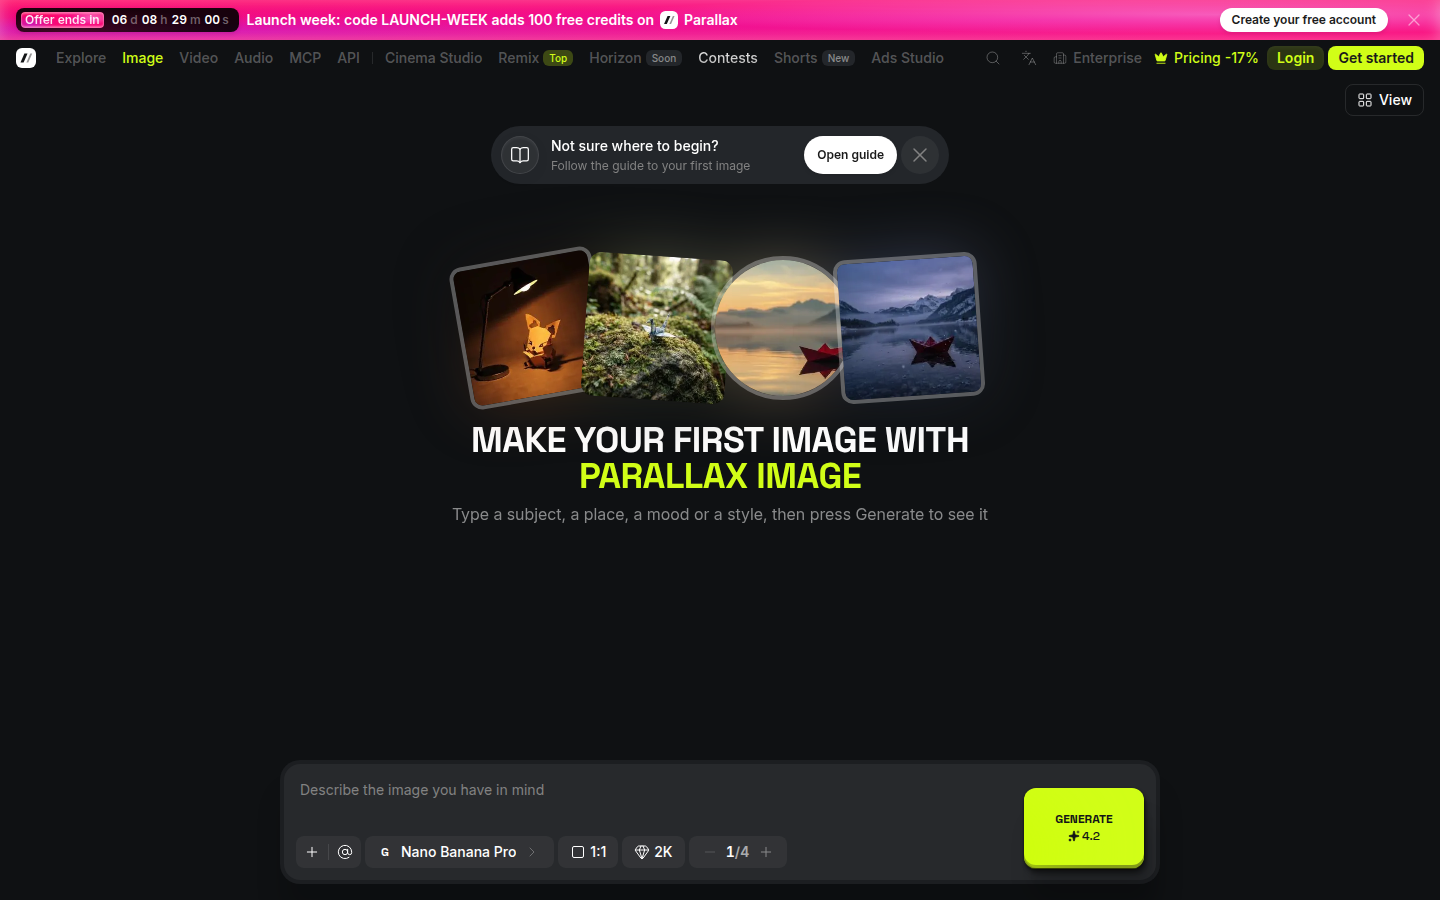 Offer ends in 06 d 08 h 29 m 00 s Launch week: code LAUNCH-WEEK adds 100 free credits on Parallax Create your free account
Explore Image Video Audio MCP API Cinema Studio Remix Top Horizon Soon Contests Shorts New Ads Studio Enterprise Pricing -17% Login Get started
View
Not sure where to begin?
Follow the guide to your first image
Open guide
MAKE YOUR FIRST IMAGE WITH
PARALLAX IMAGE
Type a subject, a place, a mood or a style, then press Generate to see it
Describe the image you have in mind
GENERATE
4.2
G Nano Banana Pro 1:1 2K 1/4